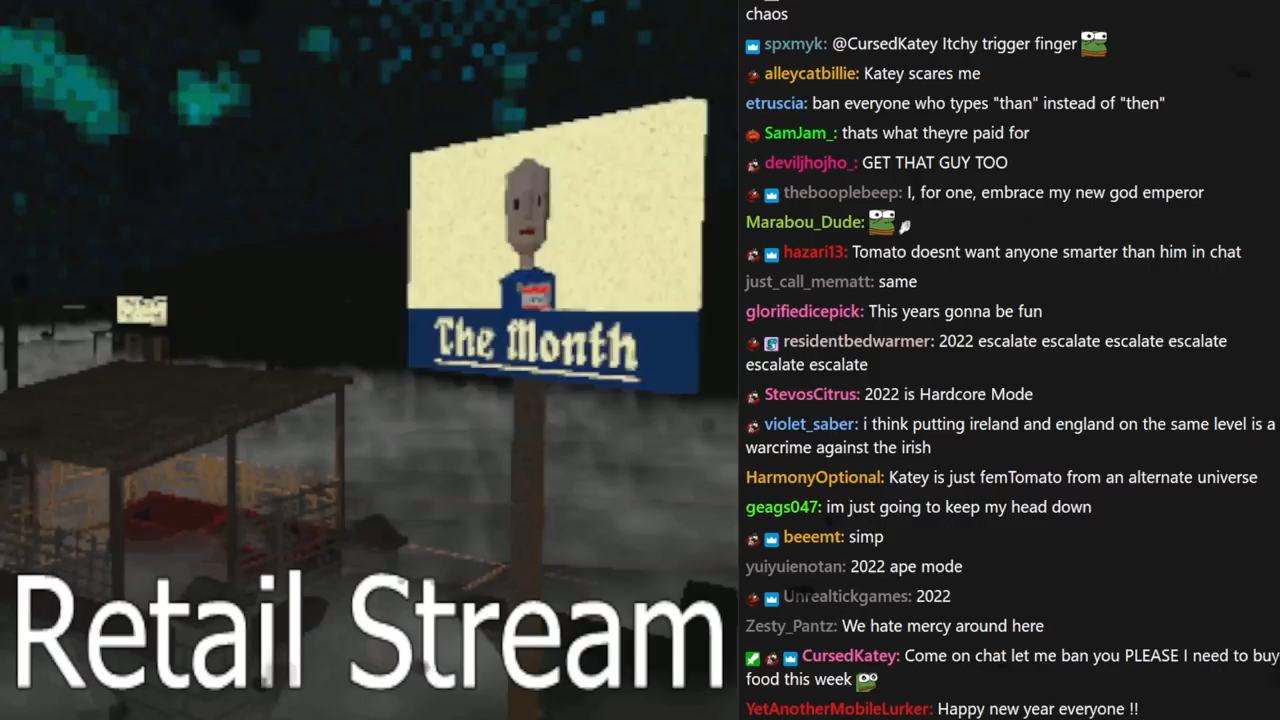 The Month
Retail Stream
chaos
spxmyk: @CursedKatey Itchy trigger finger
alleycatbillie: Katey scares me
etruscia: ban everyone who types "than" instead of "then"
SamJam_: thats what theyre paid for
deviljhojho_: GET THAT GUY TOO
thebooplebeep: I, for one, embrace my new god emperor
Marabou_Dude:
hazari13: Tomato doesnt want anyone smarter than him in chat
just_call_mematt: same
glorifiedicepick: This years gonna be fun
residentbedwarmer: 2022 escalate escalate escalate escalate
escalate escalate
StevosCitrus: 2022 is Hardcore Mode
violet_saber: i think putting ireland and england on the same level is a
warcrime against the irish
HarmonyOptional: Katey is just femTomato from an alternate universe
geags047: im just going to keep my head down
beeemt: simp
yuiyuienotan: 2022 ape mode
Unrealtickgames: 2022
Zesty_Pantz: We hate mercy around here
CursedKatey: Come on chat let me ban you PLEASE I need to buy
food this week
YetAnotherMobileLurker: Happy new year everyone !!